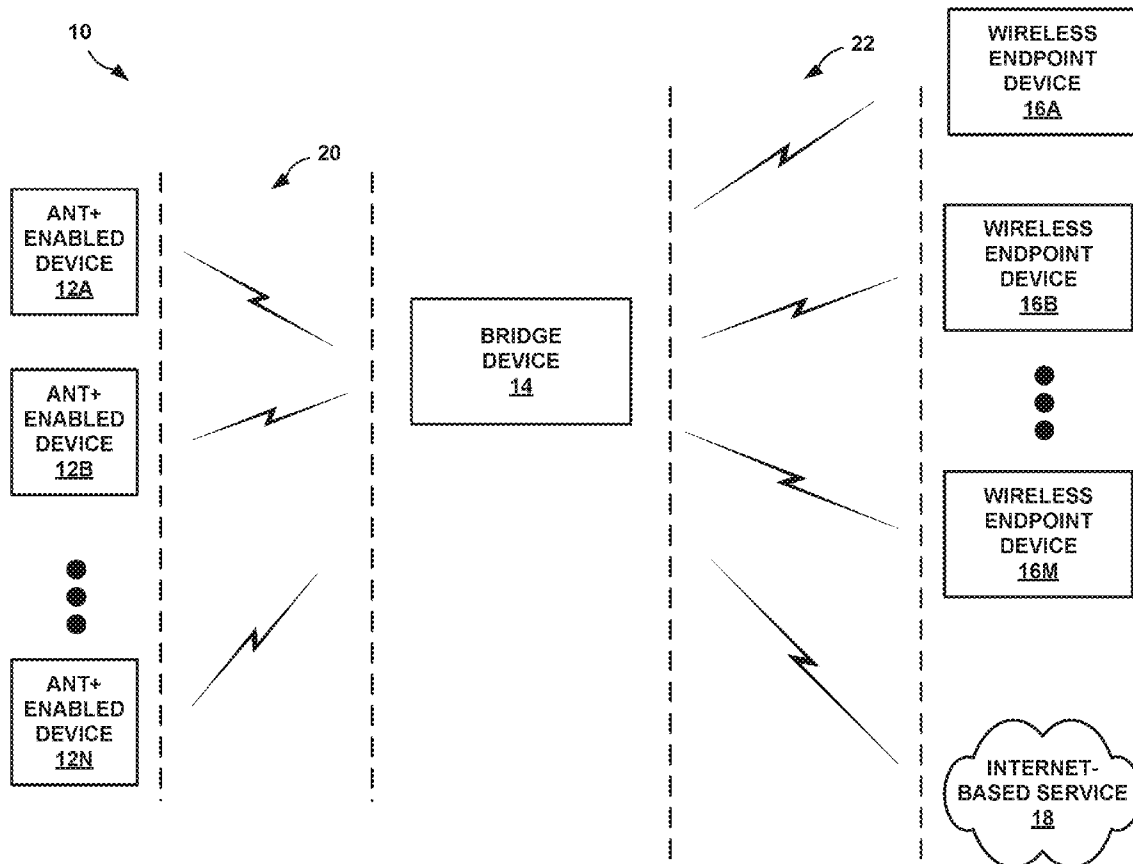 10
20
ANT+
ENABLED
DEVICE
12A
ANT+
ENABLED
DEVICE
12B
ANT+
ENABLED
DEVICE
12N
BRIDGE
DEVICE
14
22
WIRELESS
ENDPOINT
DEVICE
16A
WIRELESS
ENDPOINT
DEVICE
16B
WIRELESS
ENDPOINT
DEVICE
16M
INTERNET-
BASED SERVICE
18